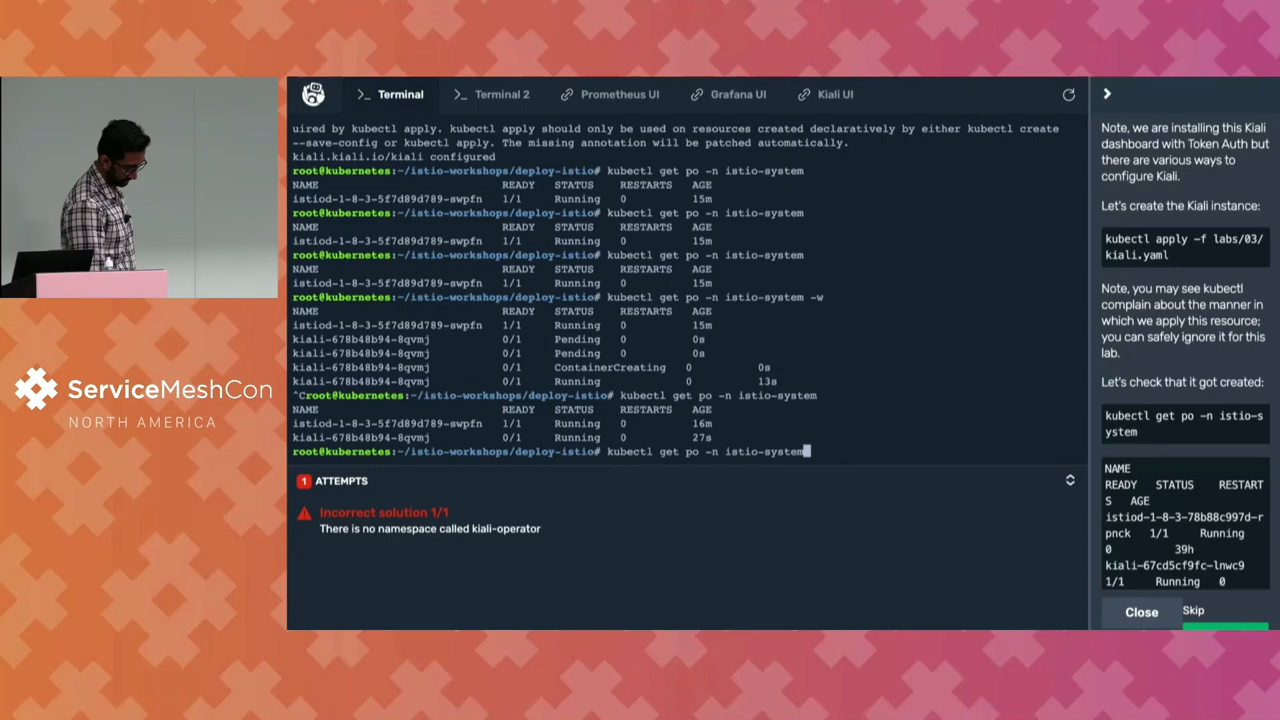 >_ Terminal
>_ Terminal 2
Prometheus UI
Grafana UI
Kiali UI
uired by kubectl apply. kubectl apply should only be used on resources created declaratively by either kubectl create
--save-config or kubectl apply. The missing annotation will be patched automatically.
kiali.kiali.io/kiali configured
root@kubernetes:~/istio-workshops/deploy-istio# kubectl get po -n istio-system
NAME READY STATUS RESTARTS AGE
istiod-1-8-3-5f7d89d789-swpfn 1/1 Running 0 15m
root@kubernetes:~/istio-workshops/deploy-istio# kubectl get po -n istio-system
NAME READY STATUS RESTARTS AGE
istiod-1-8-3-5f7d89d789-swpfn 1/1 Running 0 15m
root@kubernetes:~/istio-workshops/deploy-istio# kubectl get po -n istio-system
NAME READY STATUS RESTARTS AGE
istiod-1-8-3-5f7d89d789-swpfn 1/1 Running 0 15m
root@kubernetes:~/istio-workshops/deploy-istio# kubectl get po -n istio-system -w
NAME READY STATUS RESTARTS AGE
istiod-1-8-3-5f7d89d789-swpfn 1/1 Running 0 15m
kiali-678b48b94-8qvmj 0/1 Pending 0 0s
kiali-678b48b94-8qvmj 0/1 Pending 0 0s
kiali-678b48b94-8qvmj 0/1 ContainerCreating 0 0s
kiali-678b48b94-8qvmj 0/1 Running 0 13s
^Croot@kubernetes:~/istio-workshops/deploy-istio# kubectl get po -n istio-system
NAME READY STATUS RESTARTS AGE
istiod-1-8-3-5f7d89d789-swpfn 1/1 Running 0 16m
kiali-678b48b94-8qvmj 0/1 Running 0 27s
root@kubernetes:~/istio-workshops/deploy-istio# kubectl get po -n istio-system
1 ATTEMPTS
Incorrect solution 1/1
There is no namespace called kiali-operator
Note, we are installing this Kiali
dashboard with Token Auth but
there are various ways to
configure Kiali.
Let's create the Kiali instance:
kubectl apply -f labs/03/
kiali.yaml
Note, you may see kubectl
complain about the manner in
which we apply this resource;
you can safely ignore it for this
lab.
Let's check that it got created:
kubectl get po -n istio-s
ystem
NAME
READY STATUS RESTART
S AGE
istiod-1-8-3-78b88c997d-r
pnck 1/1 Running
0 39h
kiali-67cd5cf9fc-lnwc9
1/1 Running 0
Close
Skip
ServiceMeshCon
NORTH AMERICA